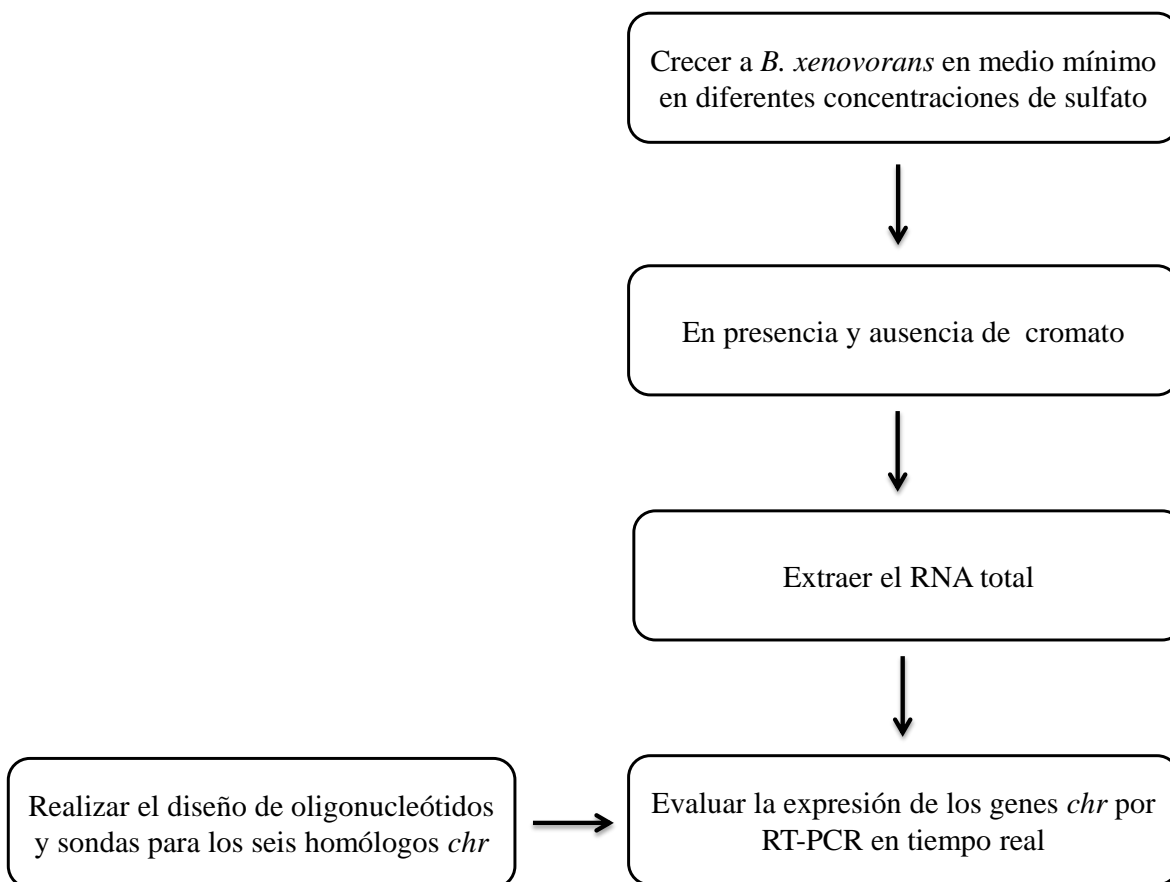 Crecer a B. xenovorans en medio mínimo
en diferentes concentraciones de sulfato
En presencia y ausencia de cromato
Extraer el RNA total
Realizar el diseño de oligonucleótidos
y sondas para los seis homólogos chr
Evaluar la expresión de los genes chr por
RT-PCR en tiempo real